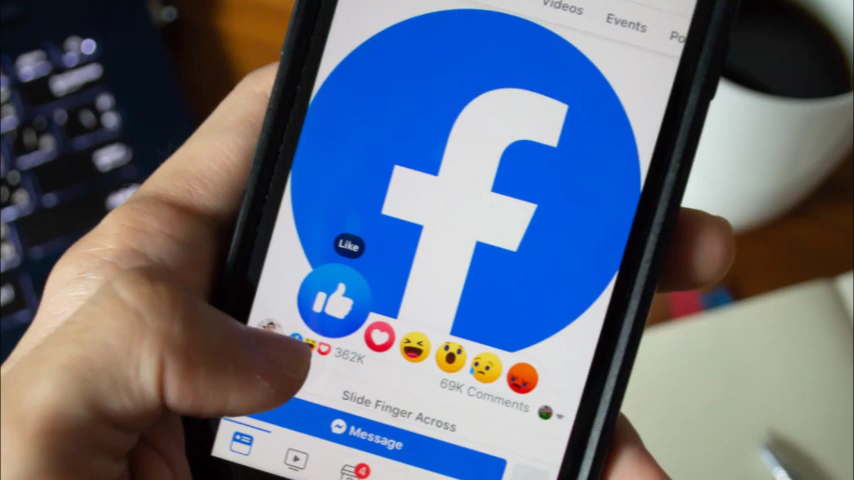 Videos Events
Like
362K
69K Comments
Slide Finger Across
Message
4